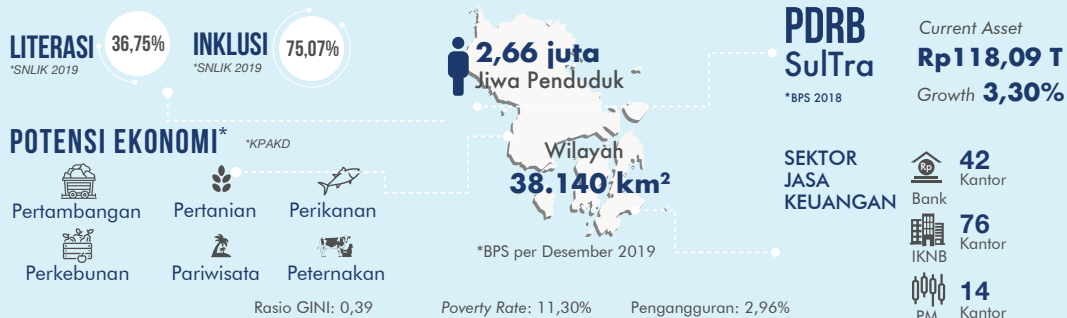 LITERASI
*SNLIK 2019
36,75%
INKLUSI
*SNLIK 2019
75,07%
2,66 juta
Jiwa Penduduk
Wilayah
38.140 km²
*BPS per Desember 2019
PDRB
SulTra
*BPS 2018
Current Asset
Rp118,09 T
Growth 3,30%
POTENSI EKONOMI*
*KPAKD
Pertambangan
Pertanian
Perikanan
Perkebunan
Pariwisata
Peternakan
SEKTOR
JASA
KEUANGAN
Rp
Bank
42
Kantor
IKNB
76
Kantor
PM
14
Kantor
Rasio GINI: 0,39
Poverty Rate: 11,30%
Pengangguran: 2,96%